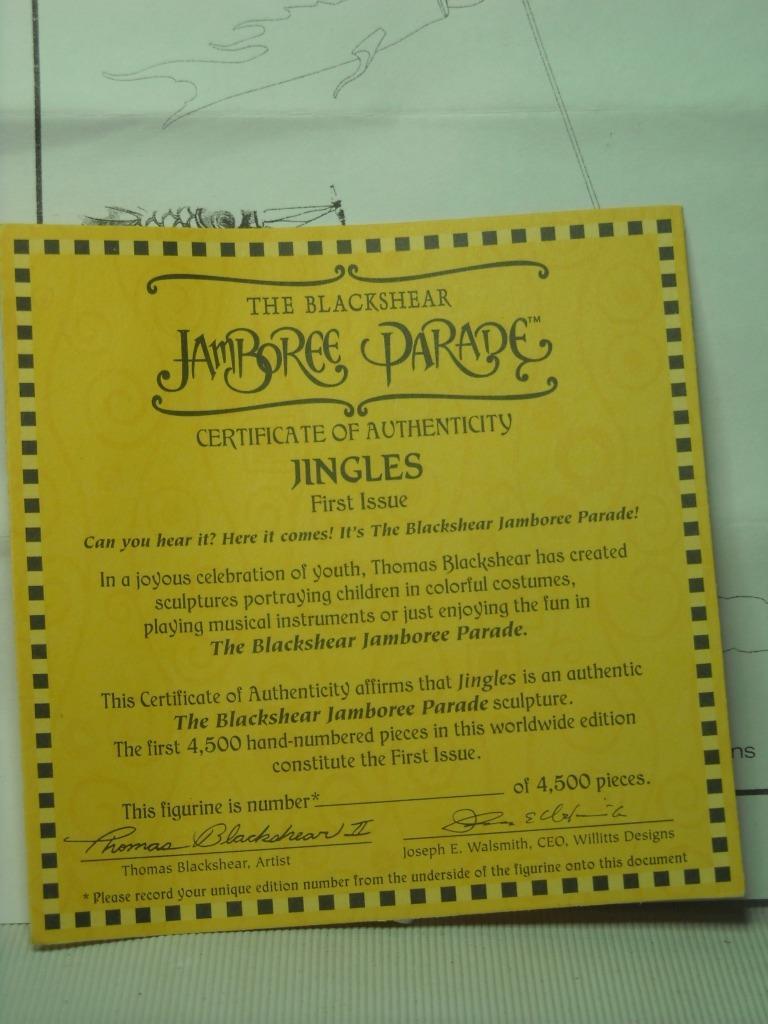 THE BLACKSHEAR
JAMBOREE PARADE™
CERTIFICATE OF AUTHENTICITY
JINGLES
First Issue
Can you hear it? Here it comes! It's The Blackshear Jamboree Parade!
In a joyous celebration of youth, Thomas Blackshear has created
sculptures portraying children in colorful costumes,
playing musical instruments or just enjoying the fun in
The Blackshear Jamboree Parade.
This Certificate of Authenticity affirms that Jingles is an authentic
The Blackshear Jamboree Parade sculpture.
The first 4,500 hand-numbered pieces in this worldwide edition
constitute the First Issue.
This figurine is number* of 4,500 pieces.
Thomas Blackshear II
Thomas Blackshear, Artist
Joseph E. Walsmith, CEO, Willitts Designs
* Please record your unique edition number from the underside of the figurine onto this document
ns